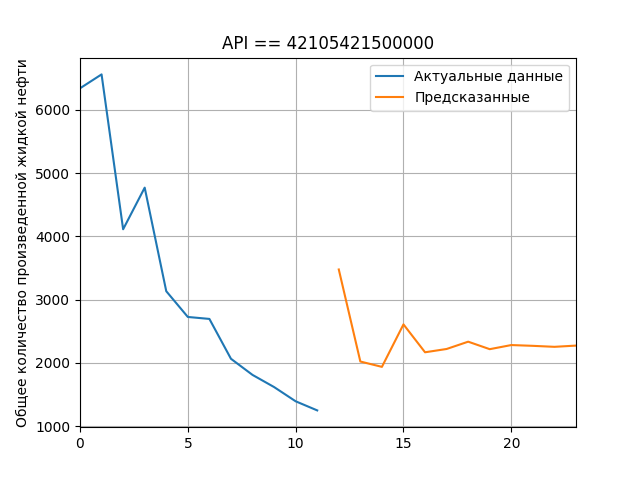 API == 42105421500000
Общее количество произведенной жидкой нефти
Актуальные данные
Предсказанные
6000
5000
4000
3000
2000
1000
0
5
10
15
20